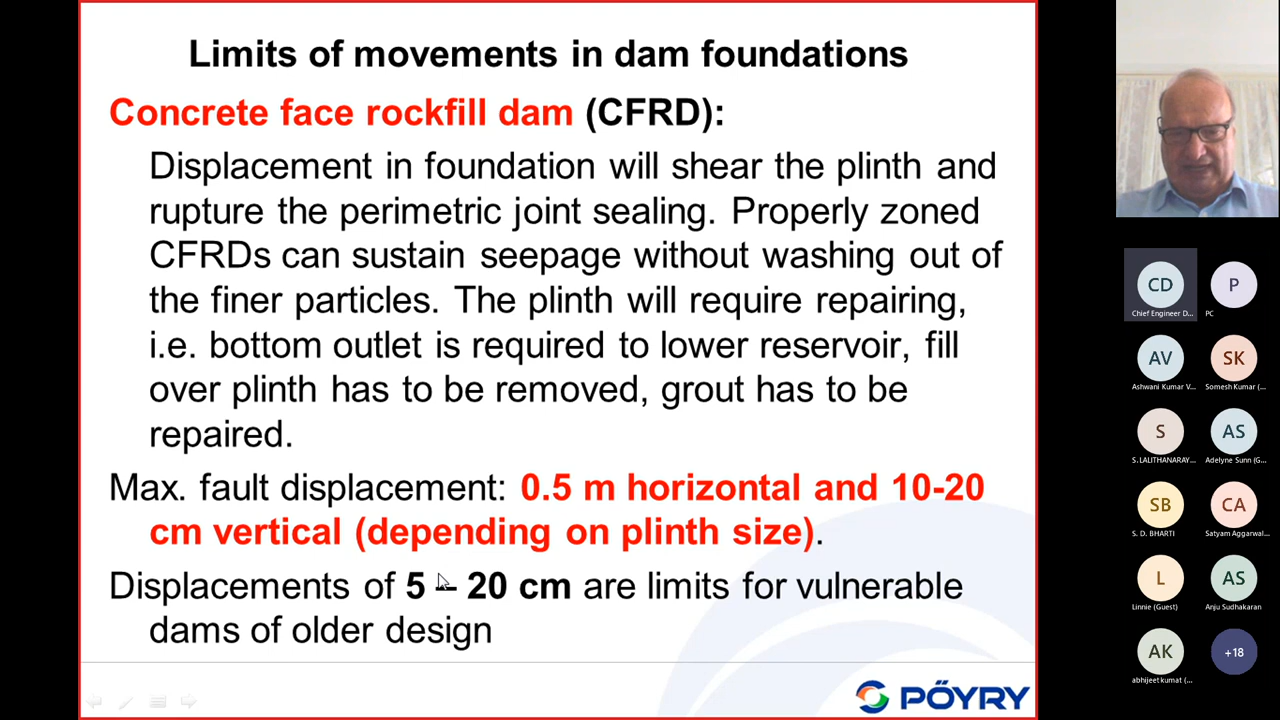 Limits of movements in dam foundations
Concrete face rockfill dam (CFRD):
Displacement in foundation will shear the plinth and
rupture the perimetric joint sealing. Properly zoned
CFRDs can sustain seepage without washing out of
the finer particles. The plinth will require repairing,
i.e. bottom outlet is required to lower reservoir, fill
over plinth has to be removed, grout has to be
repaired.
Max. fault displacement: 0.5 m horizontal and 10-20
cm vertical (depending on plinth size).
Displacements of 5 – 20 cm are limits for vulnerable
dams of older design
PÖYRY
CD
Chief Engineer D...
P
PC
AV
Ashwani Kumar V...
SK
Somesh Kumar (...
S
S. LALITHANARAY...
AS
Adelyne Sunn (G...
SB
S. D. BHARTI
CA
Satyam Aggarwal...
L
Linnie (Guest)
AS
Anju Sudhakaran
AK
abhijeet kumat (...
+18